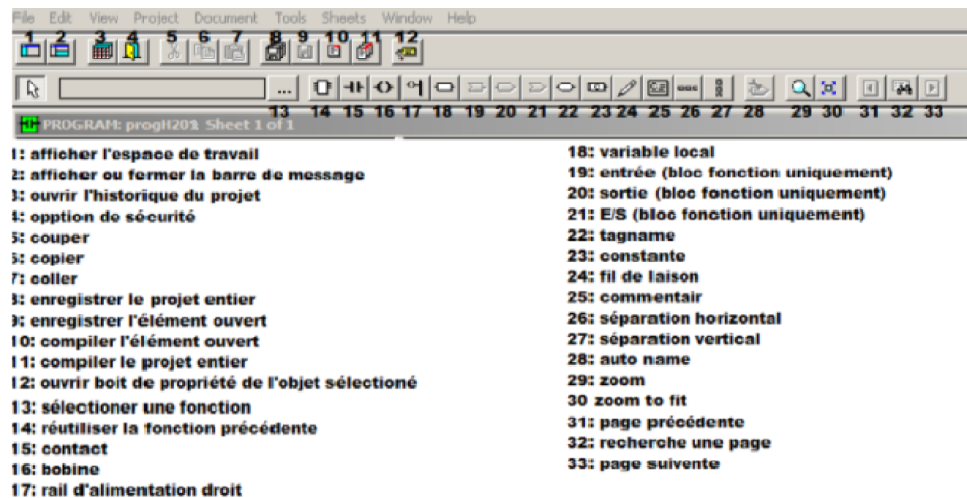 File Edit View Project Document Tools Sheets Window Help
1 2 3 4 5 6 7 8 9 10 11 12
...
13 14 15 16 17 18 19 20 21 22 23 24 25 26 27 28 29 30 31 32 33
PROGRAM: progH201 Sheet 1 of 1
1: afficher l'espace de travail
2: afficher ou fermer la barre de message
3: ouvrir l'historique du projet
4: opption de sécurité
5: couper
6: copier
7: coller
8: enregistrer le projet entier
9: enregistrer l'élément ouvert
10: compiler l'élément ouvert
11: compiler le projet entier
12: ouvrir boit de propriété de l'objet sélectioné
13: sélectioner une fonction
14: réutiliser la fonction précédente
15: contact
16: bobine
17: rail d'alimentation droit
18: variable local
19: entrée (bloc fonction uniquement)
20: sortie (bloc fonction uniquement)
21: E/S (bloc fonction uniquement)
22: tagname
23: constante
24: fil de liaison
25: commentair
26: séparation horizontal
27: séparation vertical
28: auto name
29: zoom
30 zoom to fit
31: page précédente
32: recherche une page
33: page suivente